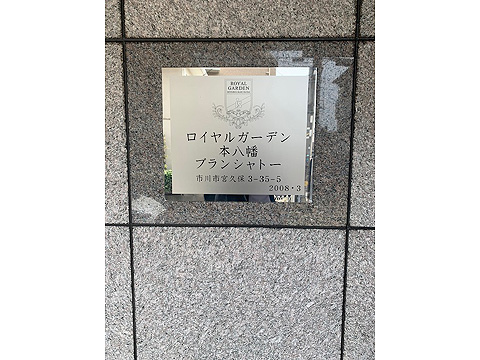 ROYAL
GARDEN
ロイヤルガーデン
本八幡
ブランシャトー
市川市宮久保3-35-5
2008・3